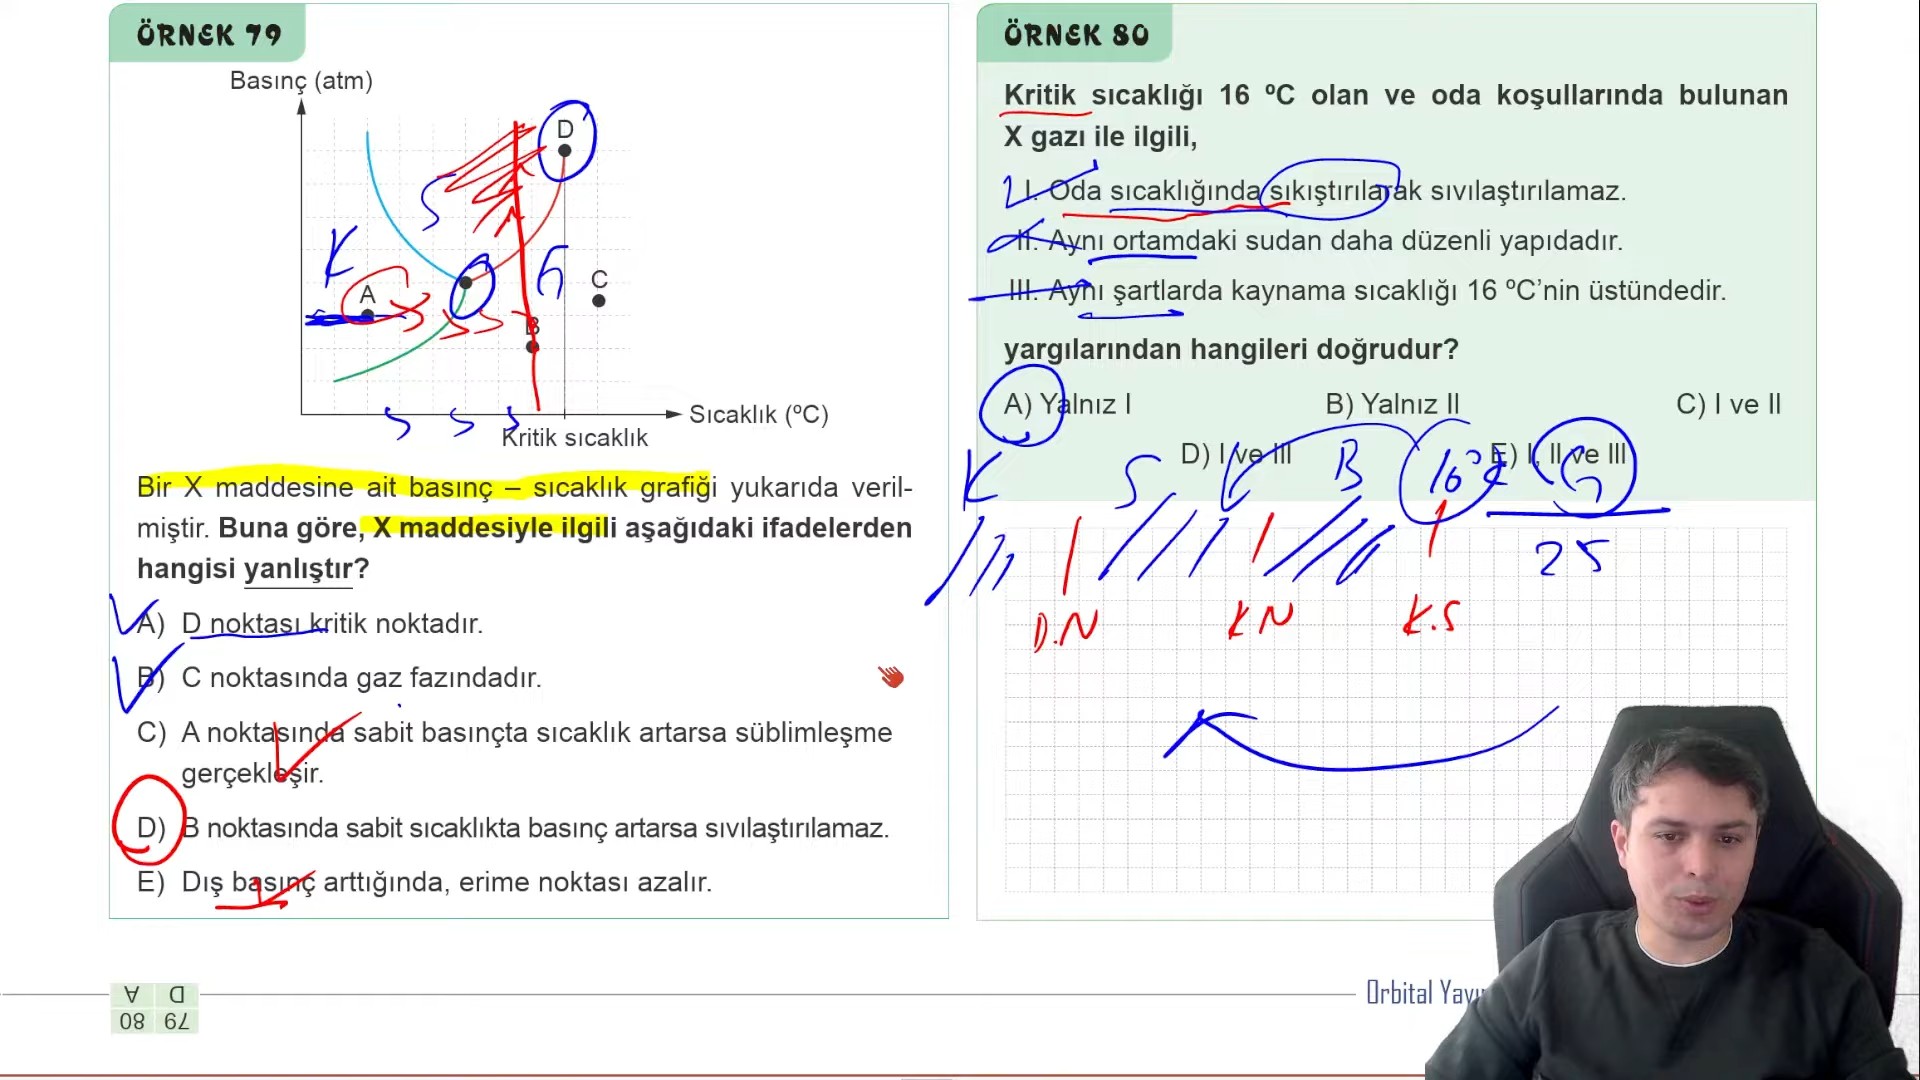 ÖRNEK 79
Basınç (atm)
D
K
S
G
A
C
B
Sıcaklık (ºC)
Kritik sıcaklık
Bir X maddesine ait basınç – sıcaklık grafiği yukarıda veril-
miştir. Buna göre, X maddesiyle ilgili aşağıdaki ifadelerden
hangisi yanlıştır?
A) D noktası kritik noktadır.
B) C noktasında gaz fazındadır.
C) A noktasında sabit basınçta sıcaklık artarsa süblimleşme
gerçekleşir.
D) B noktasında sabit sıcaklıkta basınç artarsa sıvılaştırılamaz.
E) Dış basınç arttığında, erime noktası azalır.
ÖRNEK 80
Kritik sıcaklığı 16 ºC olan ve oda koşullarında bulunan
X gazı ile ilgili,
I. Oda sıcaklığında sıkıştırılarak sıvılaştırılamaz.
II. Aynı ortamdaki sudan daha düzenli yapıdadır.
III. Aynı şartlarda kaynama sıcaklığı 16 ºC’nin üstündedir.
yargılarından hangileri doğrudur?
A) Yalnız I B) Yalnız II C) I ve II
D) I ve III E) I, II ve III
K S B 16° G
25
D.N K.N K.S
79 80
D A
Orbital